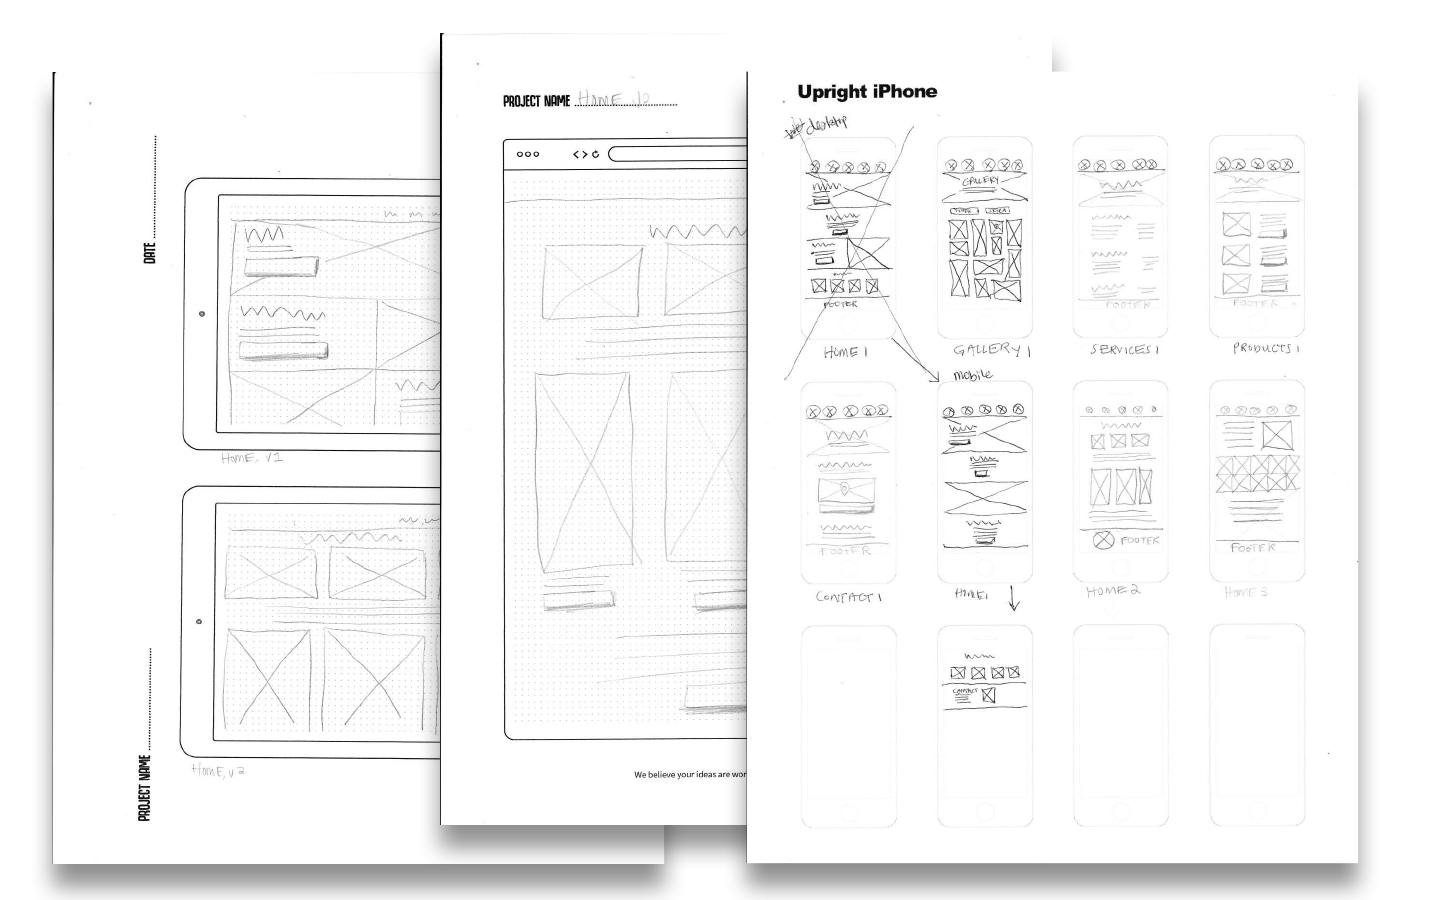 DATE
PROJECT NAME
HOME, V1
HOME, V2
PROJECT NAME HOME, V2
We believe your ideas are wor
Upright iPhone
desktop
FOOTER
HOME 1
GALLERY
GALLERY 1
FOOTER
SERVICES 1
FOOTER
PRODUCTS 1
FOOTER
CONTACT 1
mobile
HOME 1
FOOTER
HOME 2
FOOTER
HOME 3
CONTACT